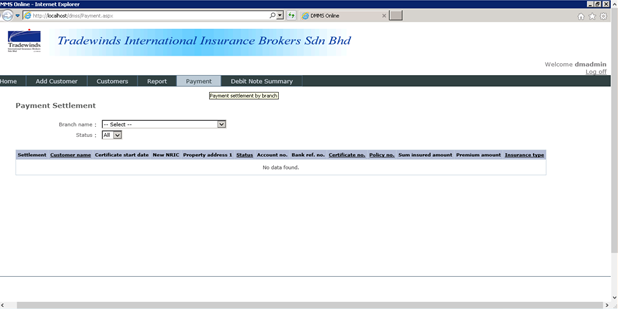 MMS Online - Internet Explorer
http://localhost/dnss/Payment.aspx
DMMS Online
Tradewinds
Tradewinds International Insurance Brokers Sdn Bhd
Welcome dmadmin
Log off
Home Add Customer Customers Report Payment Debit Note Summary
Payment settlement by branch
Payment Settlement
Branch name : -- Select --
Status : All
Settlement Customer name Certificate start date New NRIC Property address 1 Status Account no. Bank ref. no. Certificate no. Policy no. Sum insured amount Premium amount Insurance type
No data found.